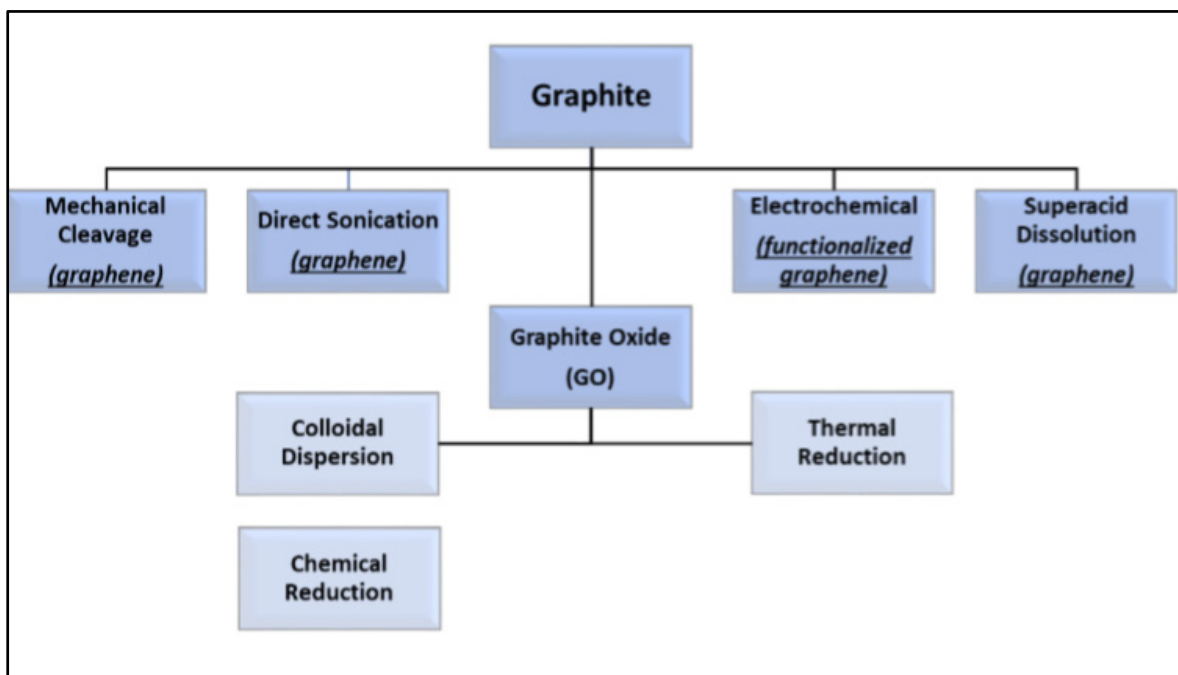 Graphite
Mechanical
Cleavage
(graphene)
Direct Sonication
(graphene)
Electrochemical
(functionalized
graphene)
Superacid
Dissolution
(graphene)
Graphite Oxide
(GO)
Colloidal
Dispersion
Thermal
Reduction
Chemical
Reduction